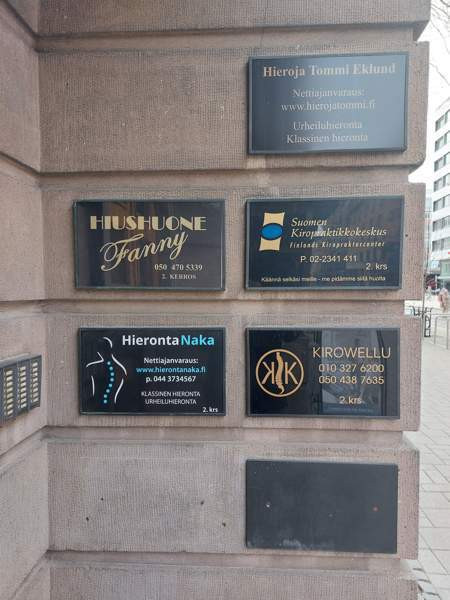 Hieroja Tommi Eklund
Nettiajanvaraus:
www.hierojatommi.fi
Urheiluhieronta
Klassinen hieronta
HIUSHUONE
Fanny
050 470 5339
2. KERROS
Suomen
Kiropraktikkokeskus
Finlands Kiropraktorcenter
P. 02-2341 411
2. krs
Käännä selkäsi meille - me pidämme siitä huolta
HierontaNaka
Nettiajanvaraus:
www.hierontanaka.fi
p. 044 3734567
KLASSINEN HIERONTA
URHEILUHIERONTA
2. krs
KK
KIROWELLU
010 327 6200
050 438 7635
2.krs